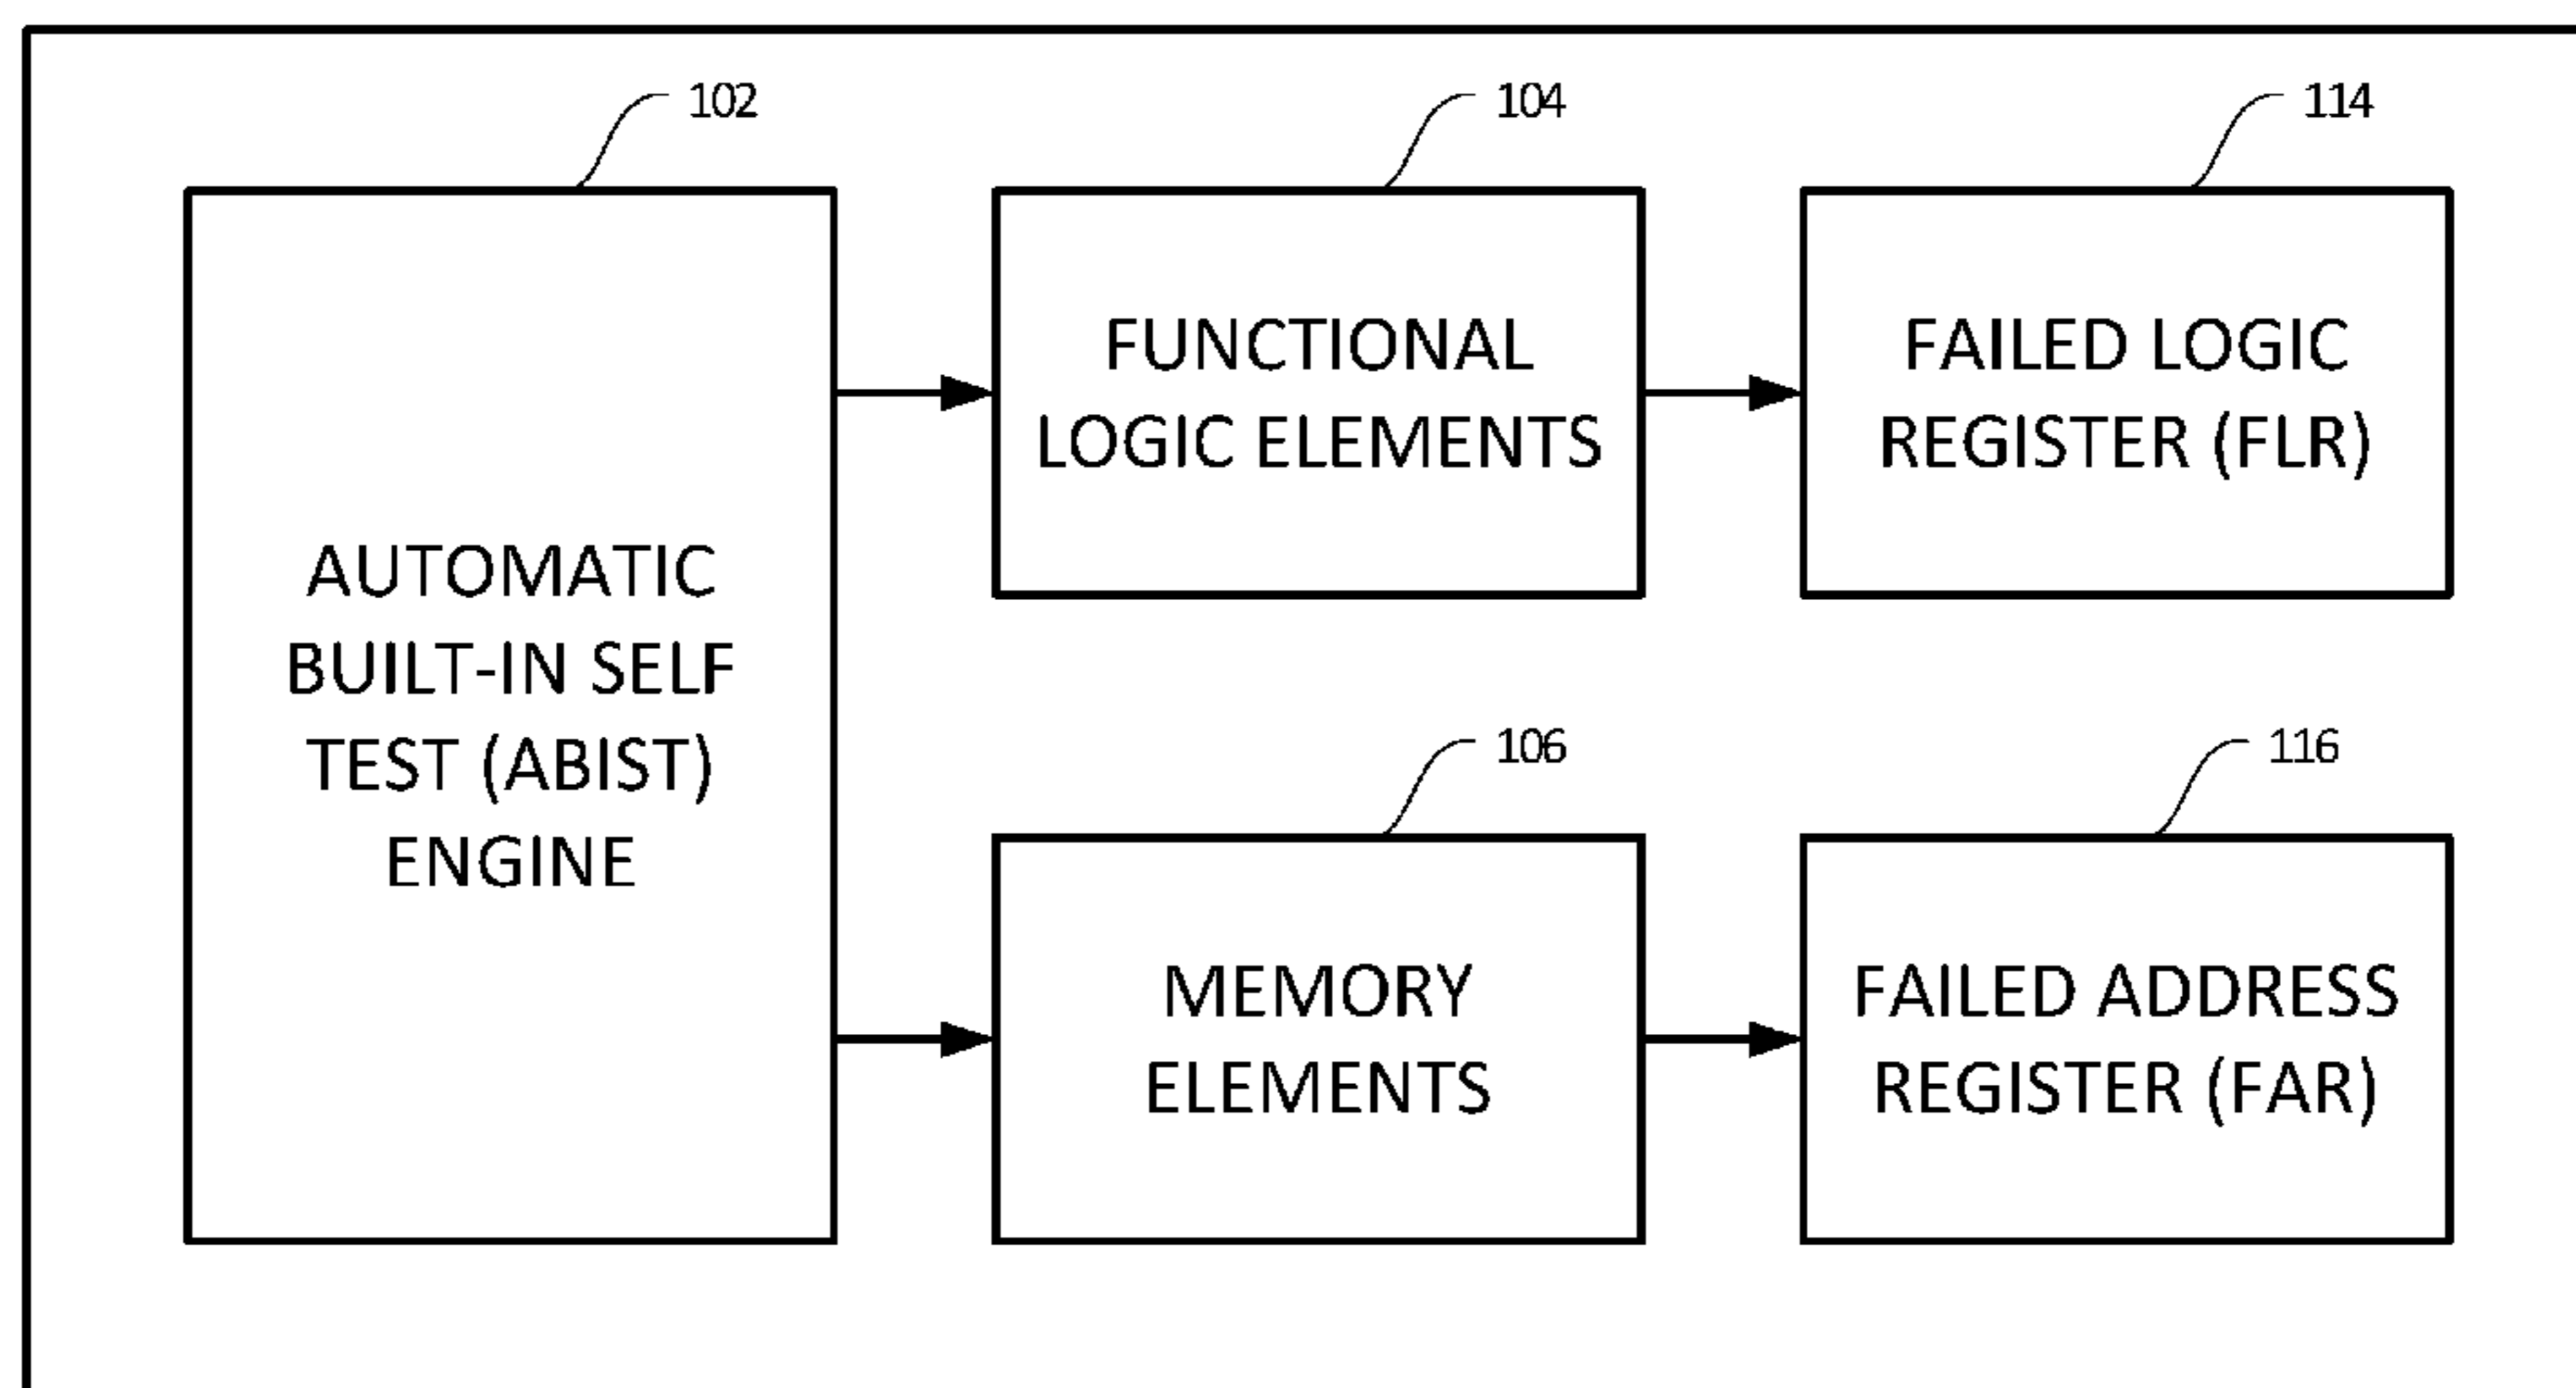 102
104
114
AUTOMATIC
BUILT-IN SELF
TEST (ABIST)
ENGINE
FUNCTIONAL
LOGIC ELEMENTS
FAILED LOGIC
REGISTER (FLR)
106
116
MEMORY
ELEMENTS
FAILED ADDRESS
REGISTER (FAR)